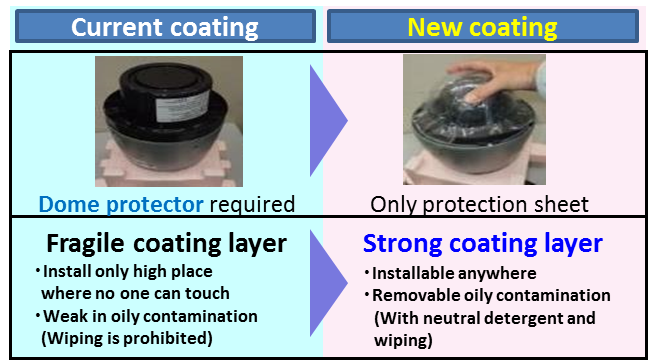 Current coating
New coating
Dome protector required
Only protection sheet
Fragile coating layer
・Install only high place
where no one can touch
・Weak in oily contamination
(Wiping is prohibited)
Strong coating layer
・Installable anywhere
・Removable oily contamination
(With neutral detergent and
wiping)